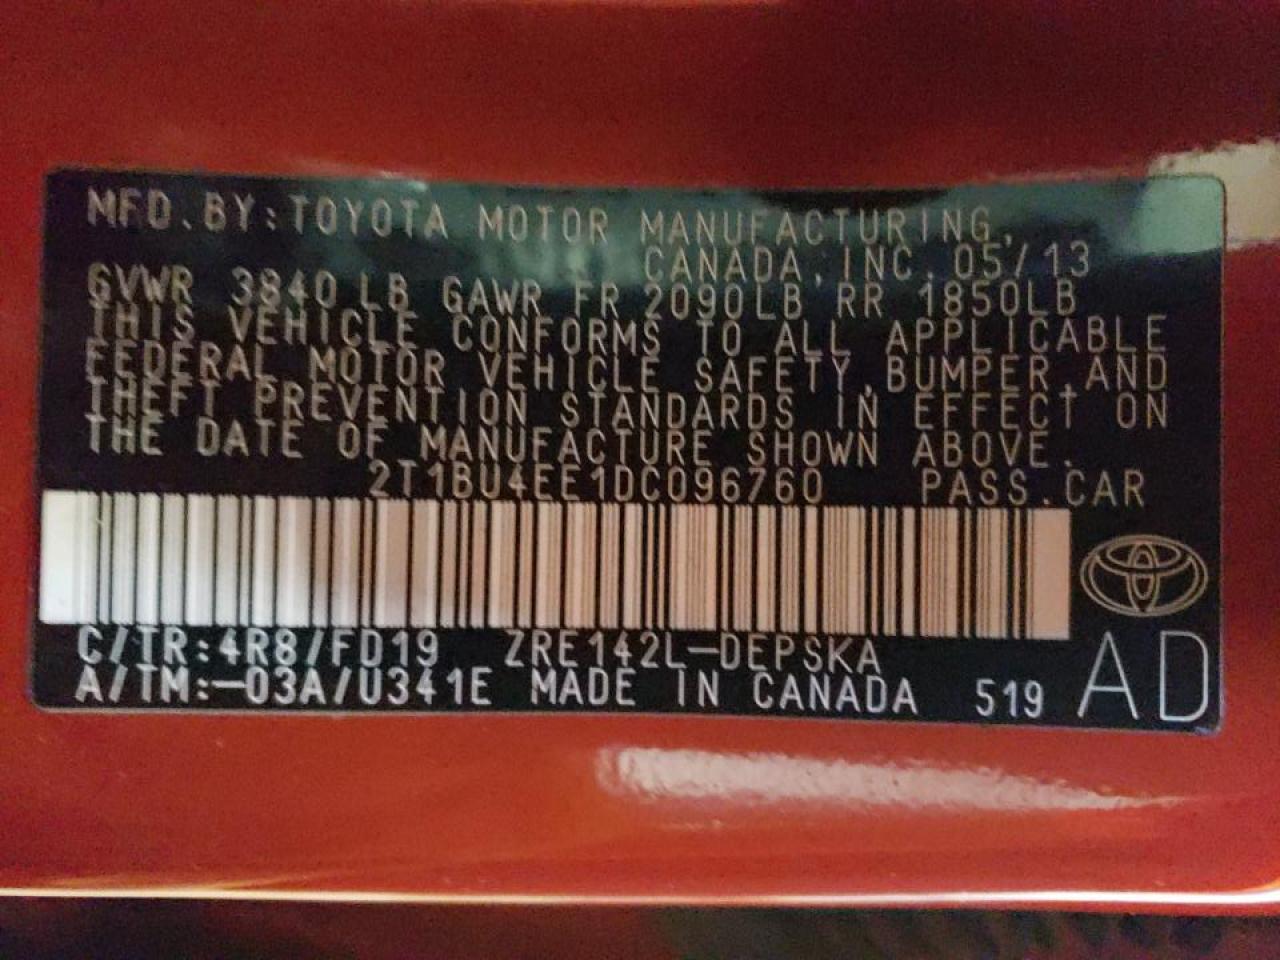 MFD. BY: TOYOTA MOTOR MANUFACTURING,
CANADA, INC. 05/13
GVWR 3840 LB GAWR FR 2090LB RR 1850LB
THIS VEHICLE CONFORMS TO ALL APPLICABLE
FEDERAL MOTOR VEHICLE SAFETY, BUMPER, AND
THEFT PREVENTION STANDARDS IN EFFECT ON
THE DATE OF MANUFACTURE SHOWN ABOVE.
2T1BU4EE1DC096760 PASS. CAR
C/TR:4R8/FD19 ZRE142L-DEPSKA
A/TM:-03A/U341E MADE IN CANADA 519 AD